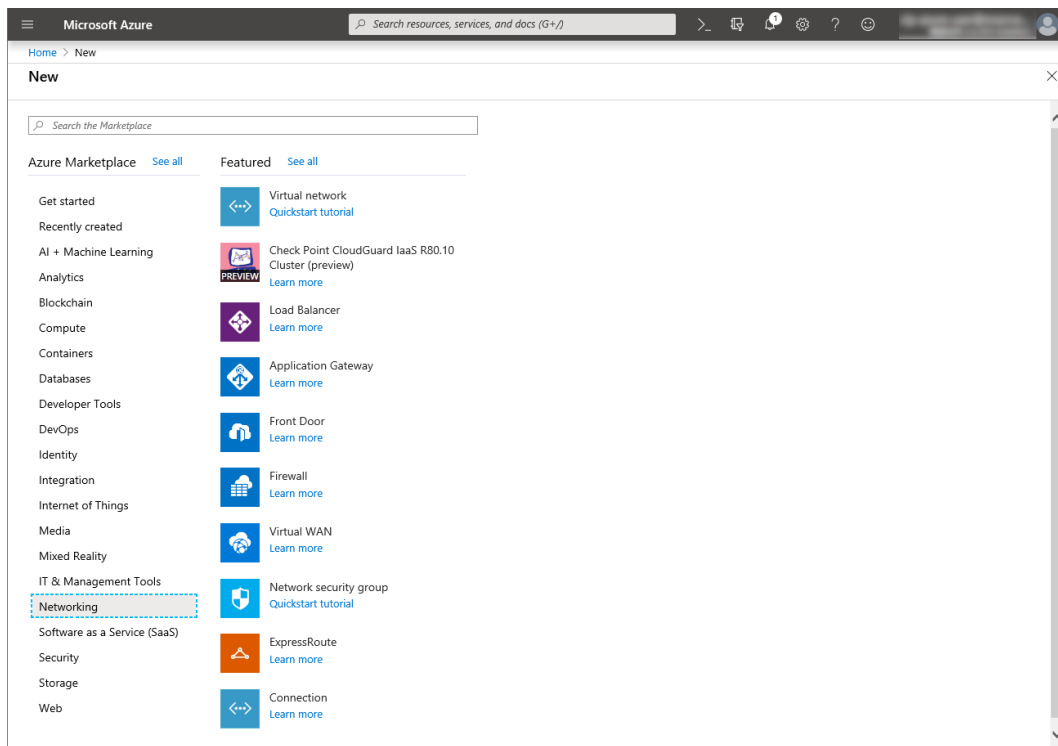 Microsoft Azure
Search resources, services, and docs (G+/)
1
Home > New
New
Search the Marketplace
Azure Marketplace See all
Get started
Recently created
AI + Machine Learning
Analytics
Blockchain
Compute
Containers
Databases
Developer Tools
DevOps
Identity
Integration
Internet of Things
Media
Mixed Reality
IT & Management Tools
Networking
Software as a Service (SaaS)
Security
Storage
Web
Featured See all
Virtual network
Quickstart tutorial
PREVIEW
Check Point CloudGuard IaaS R80.10
Cluster (preview)
Learn more
Load Balancer
Learn more
Application Gateway
Learn more
Front Door
Learn more
Firewall
Learn more
Virtual WAN
Learn more
Network security group
Quickstart tutorial
ExpressRoute
Learn more
Connection
Learn more